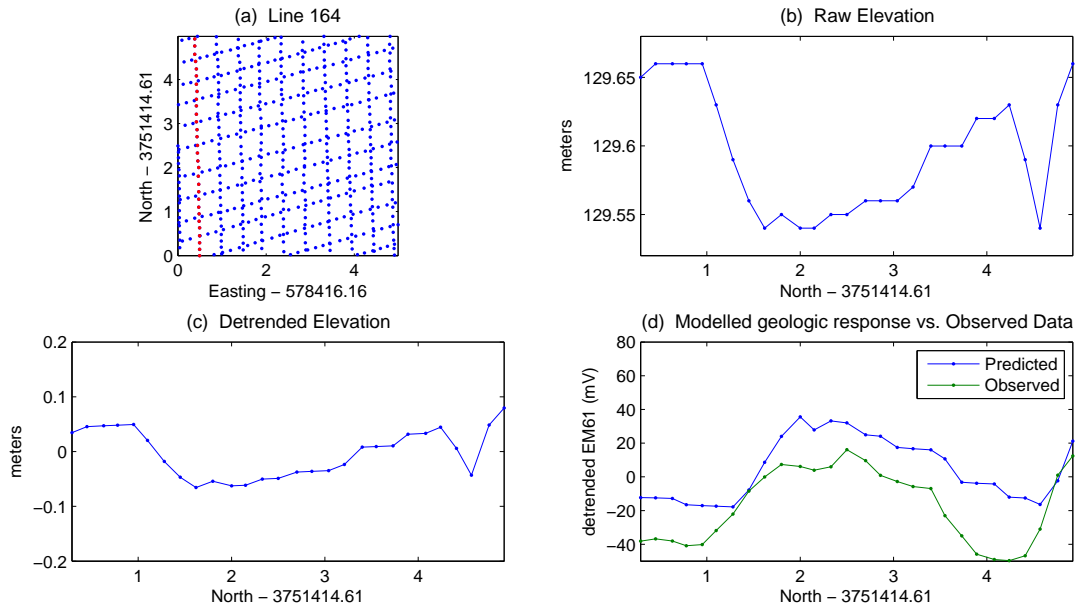 (a) Line 164
North − 3751414.61
4
3
2
1
0
0
2
4
Easting − 578416.16
(b) Raw Elevation
meters
129.65
129.6
129.55
1
2
3
4
North − 3751414.61
(c) Detrended Elevation
meters
0.2
0.1
0
−0.1
−0.2
1
2
3
4
North − 3751414.61
(d) Modelled geologic response vs. Observed Data
detrended EM61 (mV)
80
60
40
20
0
−20
−40
Predicted
Observed
1
2
3
4
North − 3751414.61